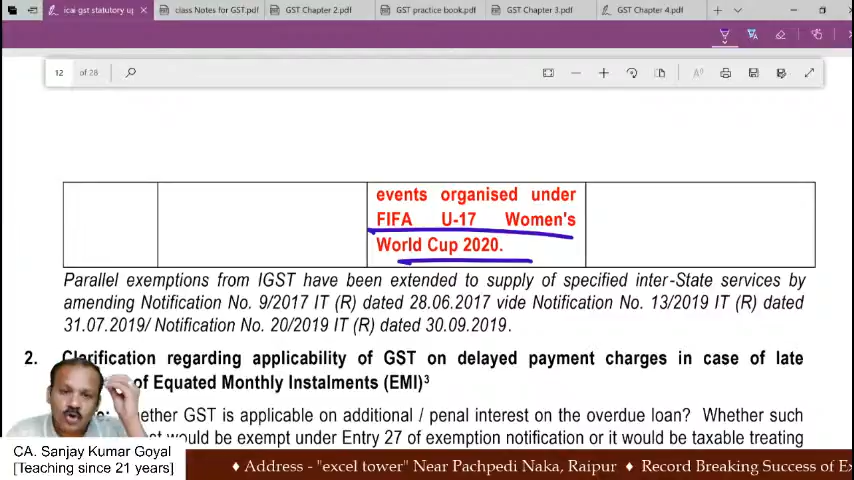 icai gst statutory up
class Notes for GST.pdf
GST Chapter 2.pdf
GST practice book.pdf
GST Chapter 3.pdf
GST Chapter 4.pdf
12 of 28
events organised under
FIFA U-17 Women's
World Cup 2020.
Parallel exemptions from IGST have been extended to supply of specified inter-State services by
amending Notification No. 9/2017 IT (R) dated 28.06.2017 vide Notification No. 13/2019 IT (R) dated
31.07.2019/ Notification No. 20/2019 IT (R) dated 30.09.2019.
2. Clarification regarding applicability of GST on delayed payment charges in case of late
of Equated Monthly Instalments (EMI)³
whether GST is applicable on additional / penal interest on the overdue loan? Whether such
would be exempt under Entry 27 of exemption notification or it would be taxable treating
CA. Sanjay Kumar Goyal
[Teaching since 21 years]
♦ Address - "excel tower" Near Pachpedi Naka, Raipur ♦ Record Breaking Success of Ex